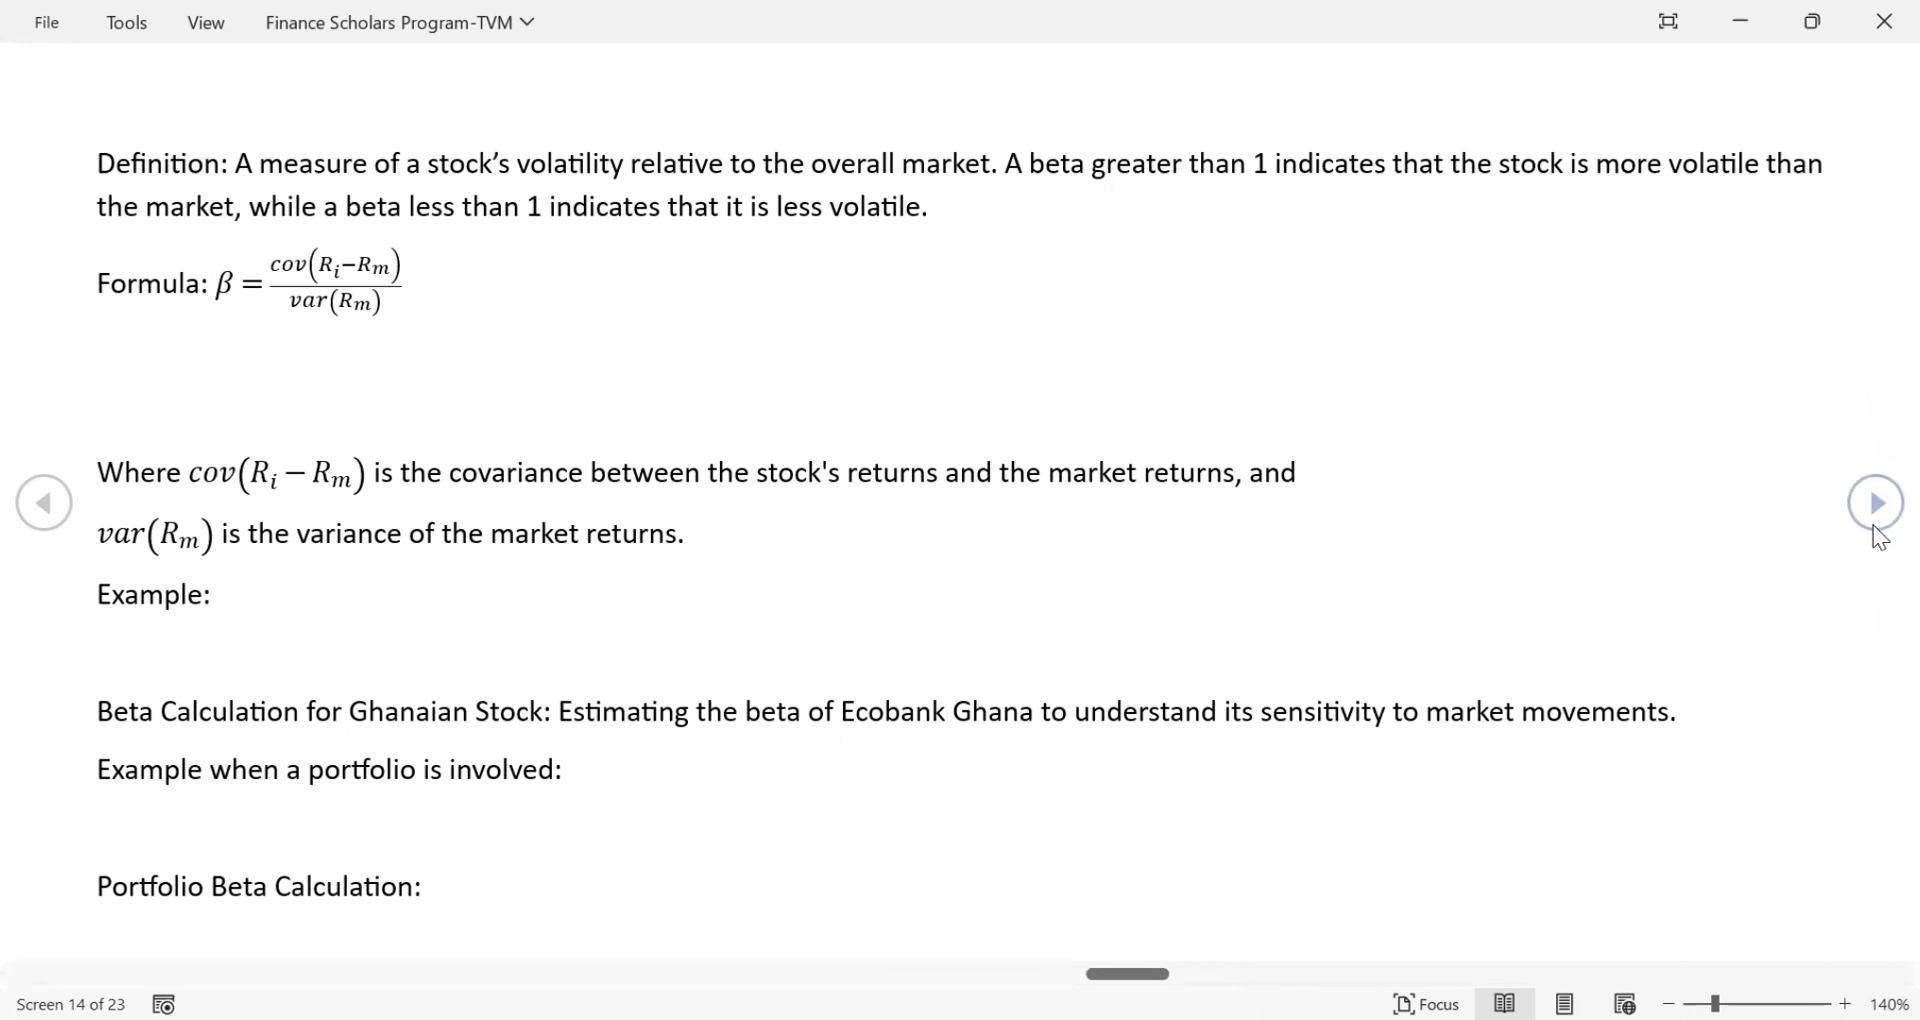 File Tools View Finance Scholars Program-TVM
Definition: A measure of a stock’s volatility relative to the overall market. A beta greater than 1 indicates that the stock is more volatile than
the market, while a beta less than 1 indicates that it is less volatile.
Formula: β = cov(Rᵢ−Rₘ) / var(Rₘ)
Where cov(Rᵢ − Rₘ) is the covariance between the stock's returns and the market returns, and
var(Rₘ) is the variance of the market returns.
Example:
Beta Calculation for Ghanaian Stock: Estimating the beta of Ecobank Ghana to understand its sensitivity to market movements.
Example when a portfolio is involved:
Portfolio Beta Calculation:
Screen 14 of 23 Focus 140%